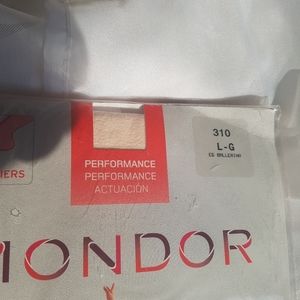 310
L-G
IERS
PERFORMANCE
PERFORMANCE
ACTUACIÓN
MONDOR